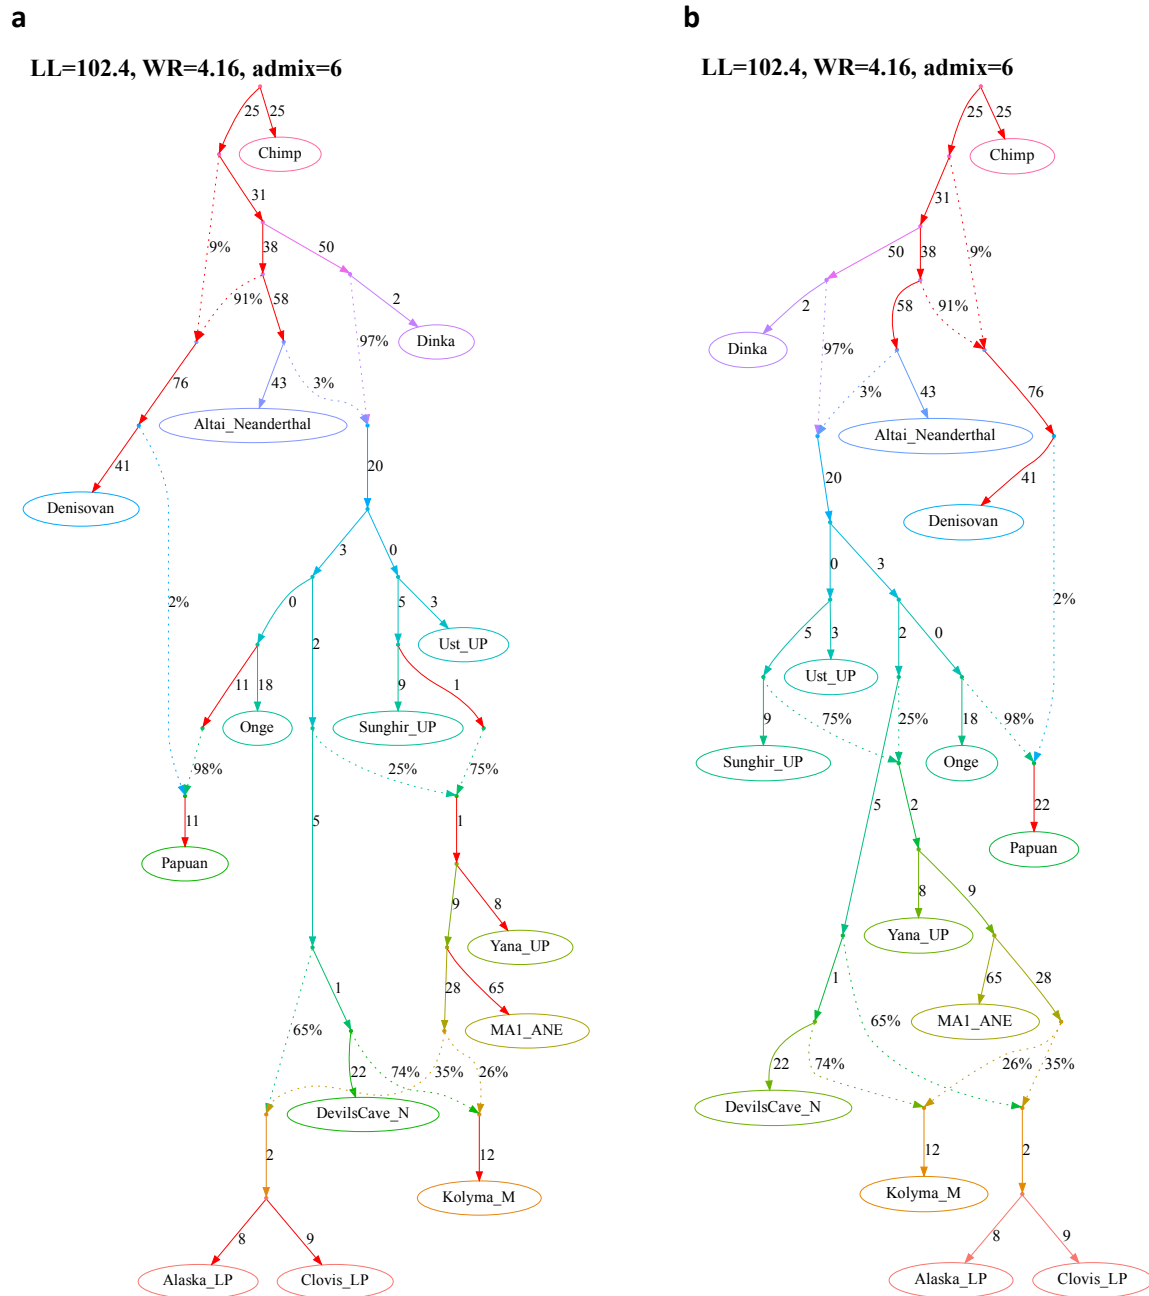 a
LL=102.4, WR=4.16, admix=6
25
25
Chimp
31
9%
38
50
91%
58
2
Dinka
97%
76
43
3%
Altai_Neanderthal
41
20
Denisovan
3
0
2%
0
2
5
3
Ust_UP
11
18
9
1
Onge
Sunghir_UP
98%
25%
75%
11
5
1
Papuan
9
8
Yana_UP
1
28
65
MA1_ANE
65%
22
74%
35%
26%
DevilsCave_N
2
12
Kolyma_M
8
9
Alaska_LP
Clovis_LP
b
LL=102.4, WR=4.16, admix=6
25
25
Chimp
31
50
38
9%
2
58
91%
Dinka
97%
3%
43
76
Altai_Neanderthal
20
41
Denisovan
0
3
2%
5
3
2
0
Ust_UP
9
75%
25%
18
98%
Sunghir_UP
Onge
5
2
22
Papuan
8
9
Yana_UP
1
65
28
MA1_ANE
65%
22
74%
26%
35%
DevilsCave_N
12
2
Kolyma_M
8
9
Alaska_LP
Clovis_LP